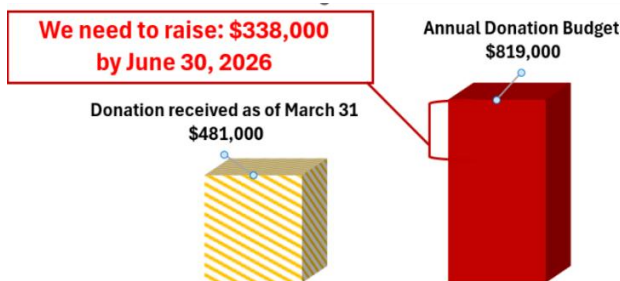 We need to raise: $338,000
by June 30, 2026
Annual Donation Budget
$819,000
Donation received as of March 31
$481,000